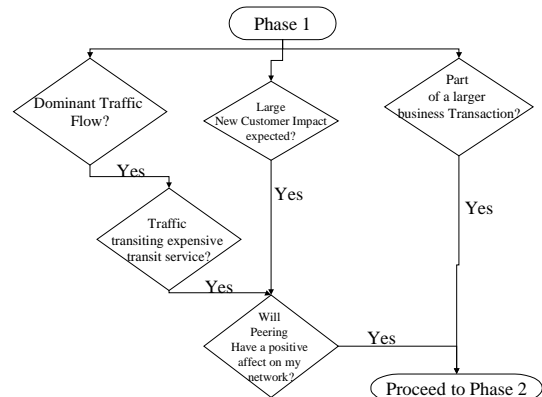 Phase 1
Dominant Traffic
Flow?
Large
New Customer Impact
expected?
Part
of a larger
business Transaction?
Yes
Traffic
transiting expensive
transit service?
Yes
Yes
Yes
Will
Peering
Have a positive
affect on my
network?
Yes
Proceed to Phase 2